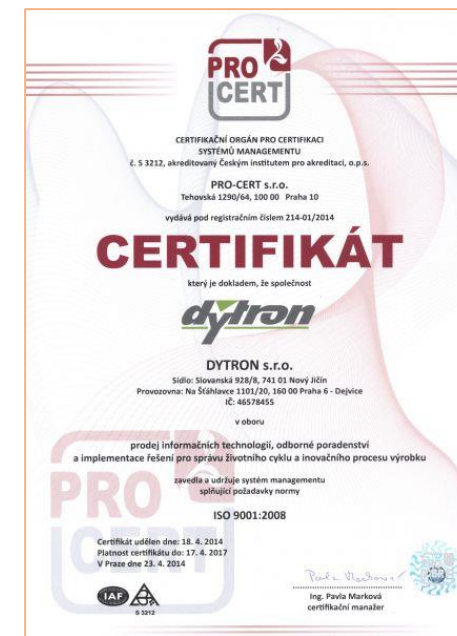 PRO
CERT
CERTIFIKAČNÍ ORGÁN PRO CERTIFIKACI
SYSTÉMŮ MANAGEMENTU
č. S 3212, akreditovaný Českým institutem pro akreditaci, o.p.s.
PRO-CERT s.r.o.
Tehovská 1290/64, 100 00 Praha 10
vydává pod registračním číslem 214-01/2014
CERTIFIKÁT
který je dokladem, že společnost
dytron
DYTRON s.r.o.
Sídlo: Slovanská 928/8, 741 01 Nový Jičín
Provozovna: Na Šťáhlavce 1101/20, 160 00 Praha 6 - Dejvice
IČ: 46578455
v oboru
prodej informačních technologií, odborné poradenství
a implementace řešení pro správu životního cyklu a inovačního procesu výrobku
zavedla a udržuje systém managementu
splňující požadavky normy
ISO 9001:2008
PRO
CERT
Certifikát udělen dne: 18. 4. 2014
Platnost certifikátu do: 17. 4. 2017
V Praze dne 23. 4. 2014
IAF
S 3212
Ing. Pavla Marková
certifikační manažer